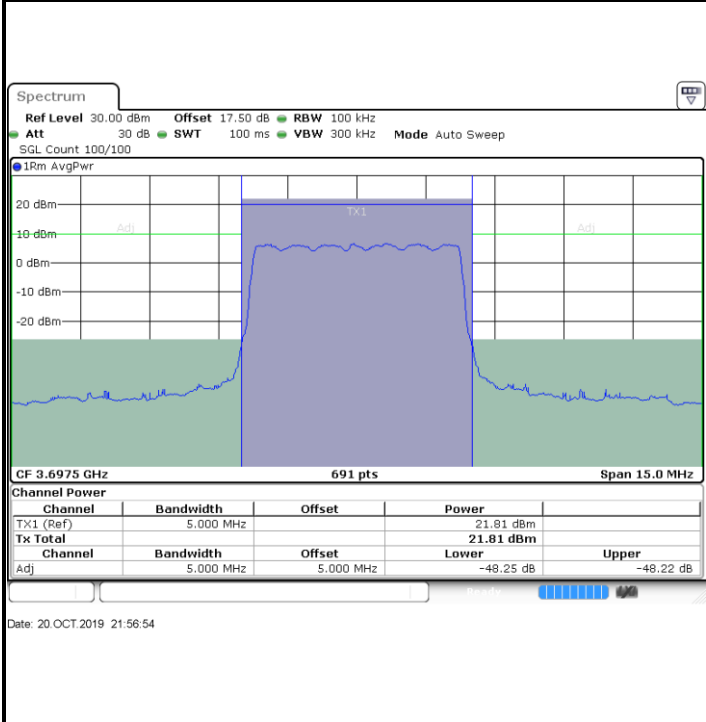 Spectrum
Ref Level 30.00 dBm Offset 17.50 dB RBW 100 kHz
Att 30 dB SWT 100 ms VBW 300 kHz Mode Auto Sweep
SGL Count 100/100
1Rm AvgPwr
20 dBm
TX1
10 dBm
Adj Adj
0 dBm
-10 dBm
-20 dBm
CF 3.6975 GHz 691 pts Span 15.0 MHz
Channel Power
Channel Bandwidth Offset Power
TX1 (Ref) 5.000 MHz 21.81 dBm
Tx Total 21.81 dBm
Channel Bandwidth Offset Lower Upper
Adj 5.000 MHz 5.000 MHz -48.25 dB -48.22 dB
Ready
Date: 20.OCT.2019 21:56:54